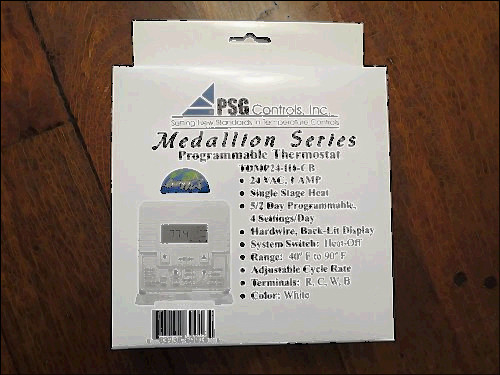 PSG Controls, Inc.
Setting New Standards in Temperature Controls
Medallion Series
Programmable Thermostat
• 24 VAC, 1 AMP
• Single Stage Heat
• 5/2 Day Programmable,
4 Settings/Day
• Hardwire, Back-Lit Display
• System Switch: Heat-Off
• Range: 40° F to 90° F
• Adjustable Cycle Rate
• Terminals: R, C, W, B
• Color: White